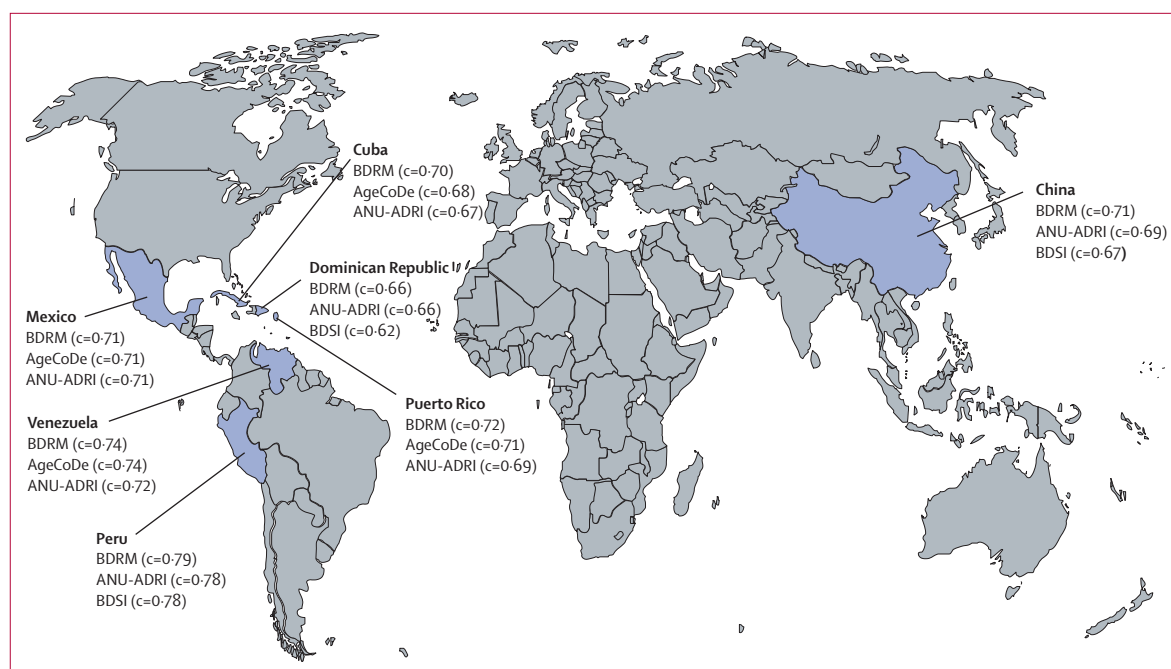 Cuba
BDRM (c=0·70)
AgeCoDe (c=0·68)
ANU-ADRI (c=0·67)
China
BDRM (c=0·71)
ANU-ADRI (c=0·69)
BDSI (c=0·67)
Dominican Republic
BDRM (c=0·66)
ANU-ADRI (c=0·66)
BDSI (c=0·62)
Mexico
BDRM (c=0·71)
AgeCoDe (c=0·71)
ANU-ADRI (c=0·71)
Puerto Rico
BDRM (c=0·72)
AgeCoDe (c=0·71)
ANU-ADRI (c=0·69)
Venezuela
BDRM (c=0·74)
AgeCoDe (c=0·74)
ANU-ADRI (c=0·72)
Peru
BDRM (c=0·79)
ANU-ADRI (c=0·78)
BDSI (c=0·78)